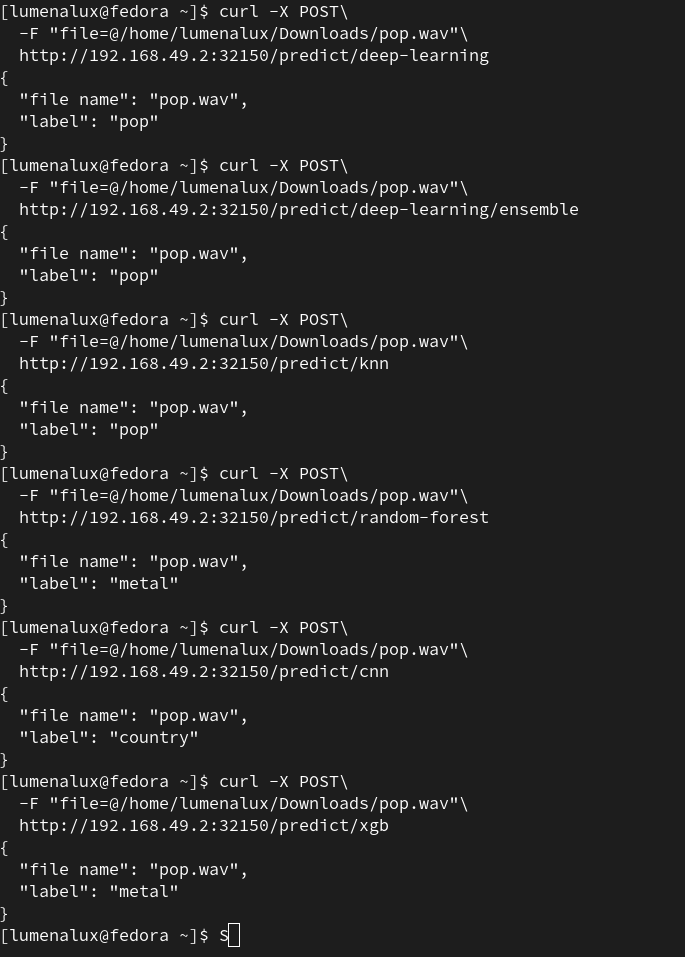 [lumenalux@fedora ~]$ curl -X POST\
  -F "file=@/home/lumenalux/Downloads/pop.wav"\
  http://192.168.49.2:32150/predict/deep-learning
{
  "file name": "pop.wav",
  "label": "pop"
}
[lumenalux@fedora ~]$ curl -X POST\
  -F "file=@/home/lumenalux/Downloads/pop.wav"\
  http://192.168.49.2:32150/predict/deep-learning/ensemble
{
  "file name": "pop.wav",
  "label": "pop"
}
[lumenalux@fedora ~]$ curl -X POST\
  -F "file=@/home/lumenalux/Downloads/pop.wav"\
  http://192.168.49.2:32150/predict/knn
{
  "file name": "pop.wav",
  "label": "pop"
}
[lumenalux@fedora ~]$ curl -X POST\
  -F "file=@/home/lumenalux/Downloads/pop.wav"\
  http://192.168.49.2:32150/predict/random-forest
{
  "file name": "pop.wav",
  "label": "metal"
}
[lumenalux@fedora ~]$ curl -X POST\
  -F "file=@/home/lumenalux/Downloads/pop.wav"\
  http://192.168.49.2:32150/predict/cnn
{
  "file name": "pop.wav",
  "label": "country"
}
[lumenalux@fedora ~]$ curl -X POST\
  -F "file=@/home/lumenalux/Downloads/pop.wav"\
  http://192.168.49.2:32150/predict/xgb
{
  "file name": "pop.wav",
  "label": "metal"
}
[lumenalux@fedora ~]$ S